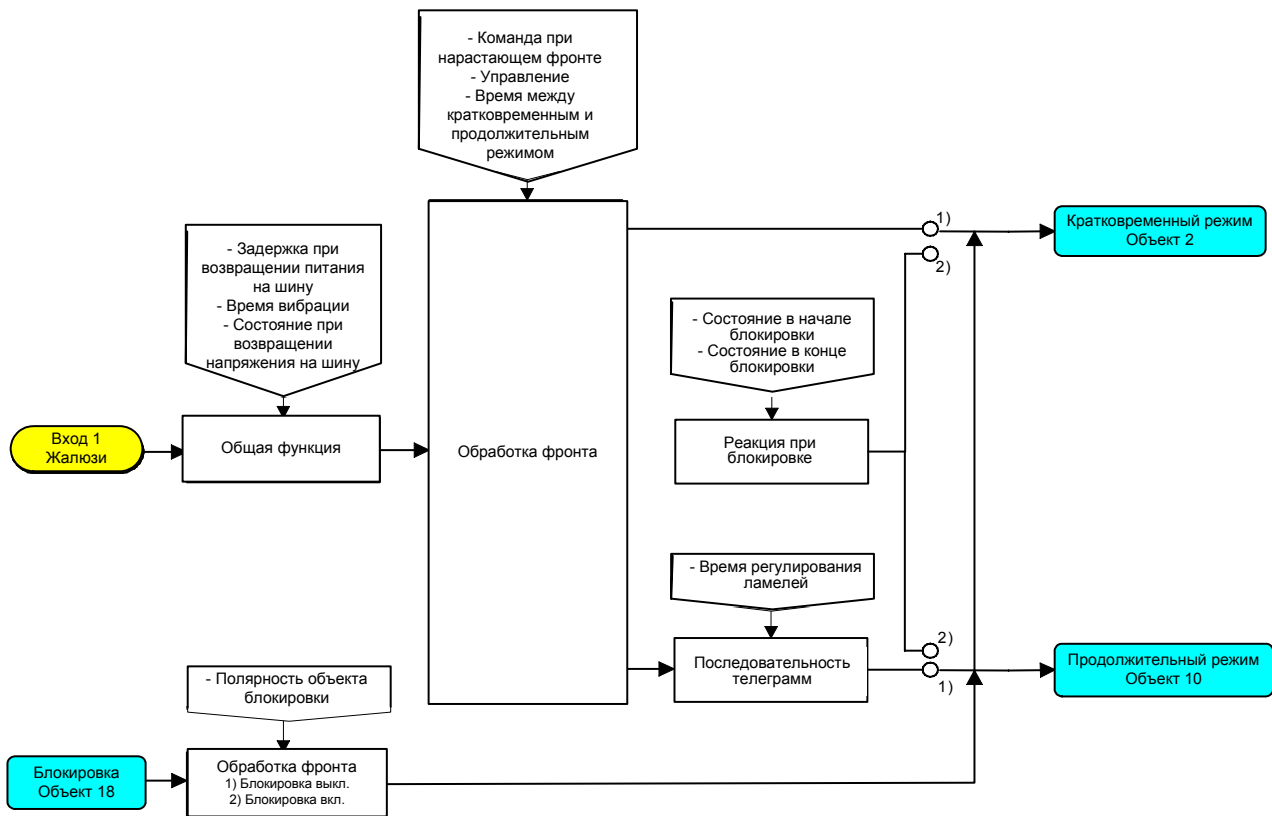 - Команда при
нарастающем фронте
- Управление
- Время между
кратковременным и
продолжительным
режимом
1)
Кратковременный режим
Объект 2
2)
- Задержка при
возвращении питания
на шину
- Время вибрации
- Состояние при
возвращении
напряжения на шину
- Состояние в начале
блокировки
- Состояние в конце
блокировки
Вход 1
Жалюзи
Общая функция
Обработка фронта
Реакция при
блокировке
- Время регулирования
ламелей
2)
Последовательность
телеграмм
1)
Продолжительный режим
Объект 10
- Полярность объекта
блокировки
Блокировка
Объект 18
Обработка фронта
1) Блокировка выкл.
2) Блокировка вкл.